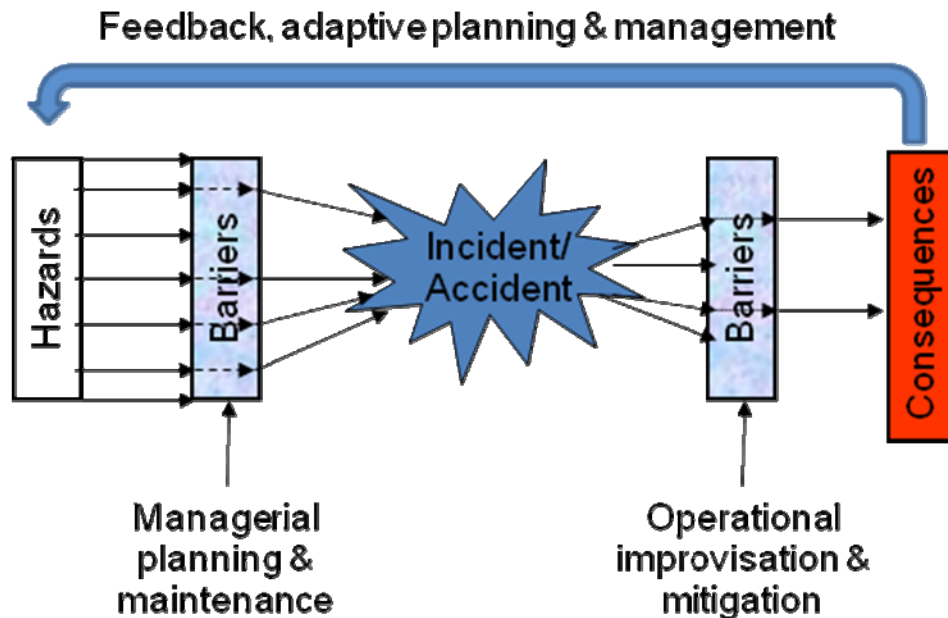 Feedback, adaptive planning & management
Hazards
Barriers
Incident/
Accident
Barriers
Consequences
Managerial
planning &
maintenance
Operational
improvisation &
mitigation